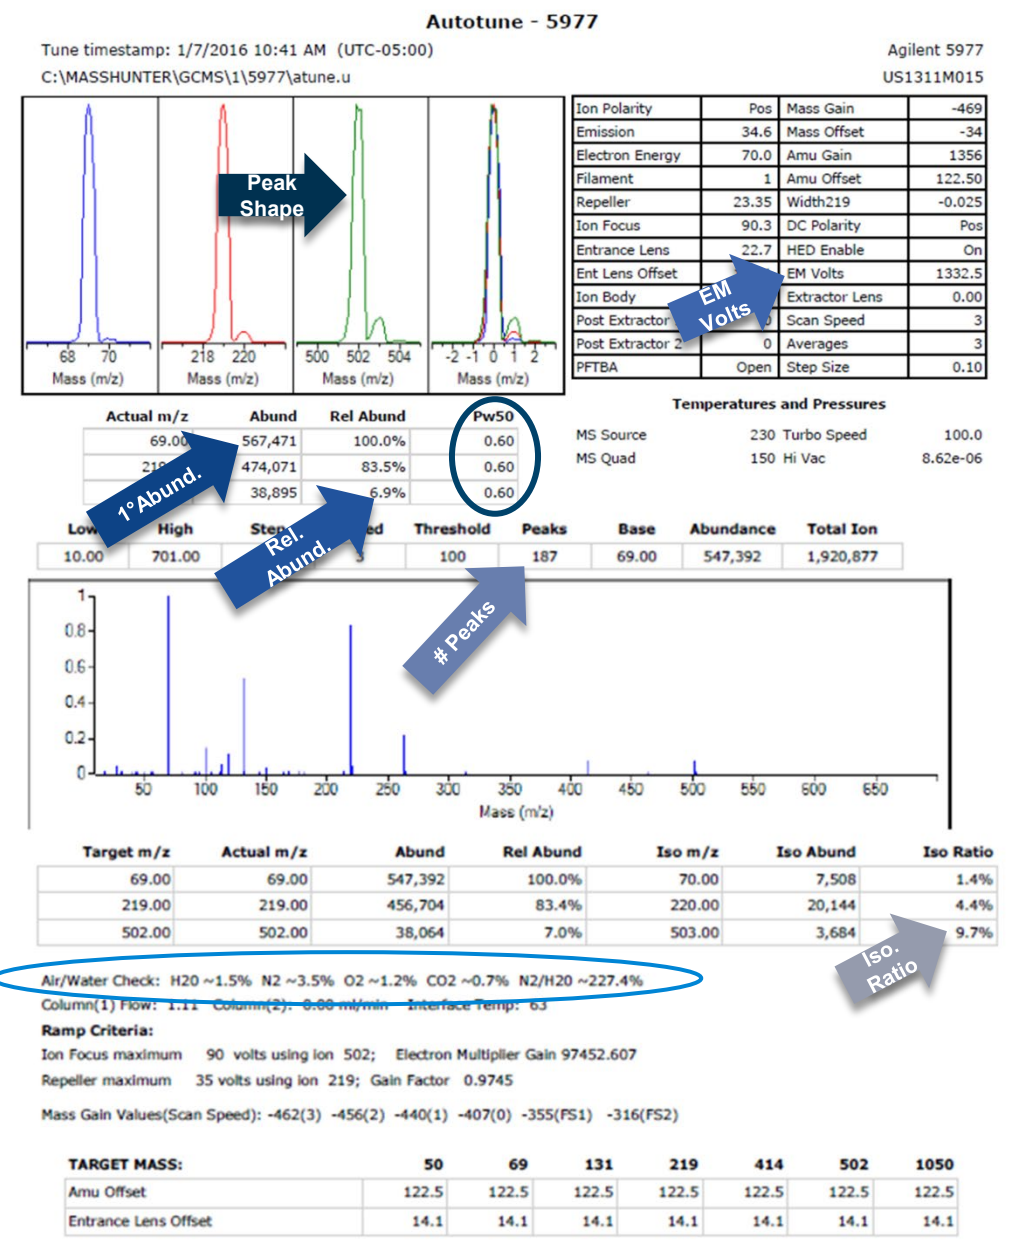 Autotune - 5977
Tune timestamp: 1/7/2016 10:41 AM (UTC-05:00)
Agilent 5977
C:\MASSHUNTER\GCMS\1\5977\atune.u
US1311M015
68 70
Mass (m/z)
218 220
Mass (m/z)
500 502 504
Mass (m/z)
-2 -1 0 1 2
Mass (m/z)
Peak
Shape
Ion Polarity Pos Mass Gain -469
Emission 34.6 Mass Offset -34
Electron Energy 70.0 Amu Gain 1356
Filament 1 Amu Offset 122.50
Repeller 23.35 Width219 -0.025
Ion Focus 90.3 DC Polarity Pos
Entrance Lens 22.7 HED Enable On
Ent Lens Offset EM Volts 1332.5
Ion Body Extractor Lens 0.00
Post Extractor Scan Speed 3
Post Extractor 2 0 Averages 3
PFTBA Open Step Size 0.10
EM
Volts
Temperatures and Pressures
MS Source 230 Turbo Speed 100.0
MS Quad 150 Hi Vac 8.62e-06
Actual m/z Abund Rel Abund Pw50
69.00 567,471 100.0% 0.60
474,071 83.5% 0.60
38,895 6.9% 0.60
1°Abund.
Rel.
Abund.
# Peaks
High Threshold Peaks Base Abundance Total Ion
10.00 701.00 3 100 187 69.00 547,392 1,920,877
1
0.8
0.6
0.4
0.2
0
50 100 150 200 250 300 350 400 450 500 550 600 650
Mass (m/z)
Target m/z Actual m/z Abund Rel Abund Iso m/z Iso Abund Iso Ratio
69.00 69.00 547,392 100.0% 70.00 7,508 1.4%
219.00 219.00 456,704 83.4% 220.00 20,144 4.4%
502.00 502.00 38,064 7.0% 503.00 3,684 9.7%
Iso.
Ratio
Air/Water Check: H20 ~1.5% N2 ~3.5% O2 ~1.2% CO2 ~0.7% N2/H20 ~227.4%
Column(1) Flow: 1.11 Column(2): 0.00 ml/min Interface Temp: 63
Ramp Criteria:
Ion Focus maximum 90 volts using ion 502; Electron Multiplier Gain 97452.607
Repeller maximum 35 volts using ion 219; Gain Factor 0.9745
Mass Gain Values(Scan Speed): -462(3) -456(2) -440(1) -407(0) -355(FS1) -316(FS2)
TARGET MASS: 50 69 131 219 414 502 1050
Amu Offset 122.5 122.5 122.5 122.5 122.5 122.5 122.5
Entrance Lens Offset 14.1 14.1 14.1 14.1 14.1 14.1 14.1